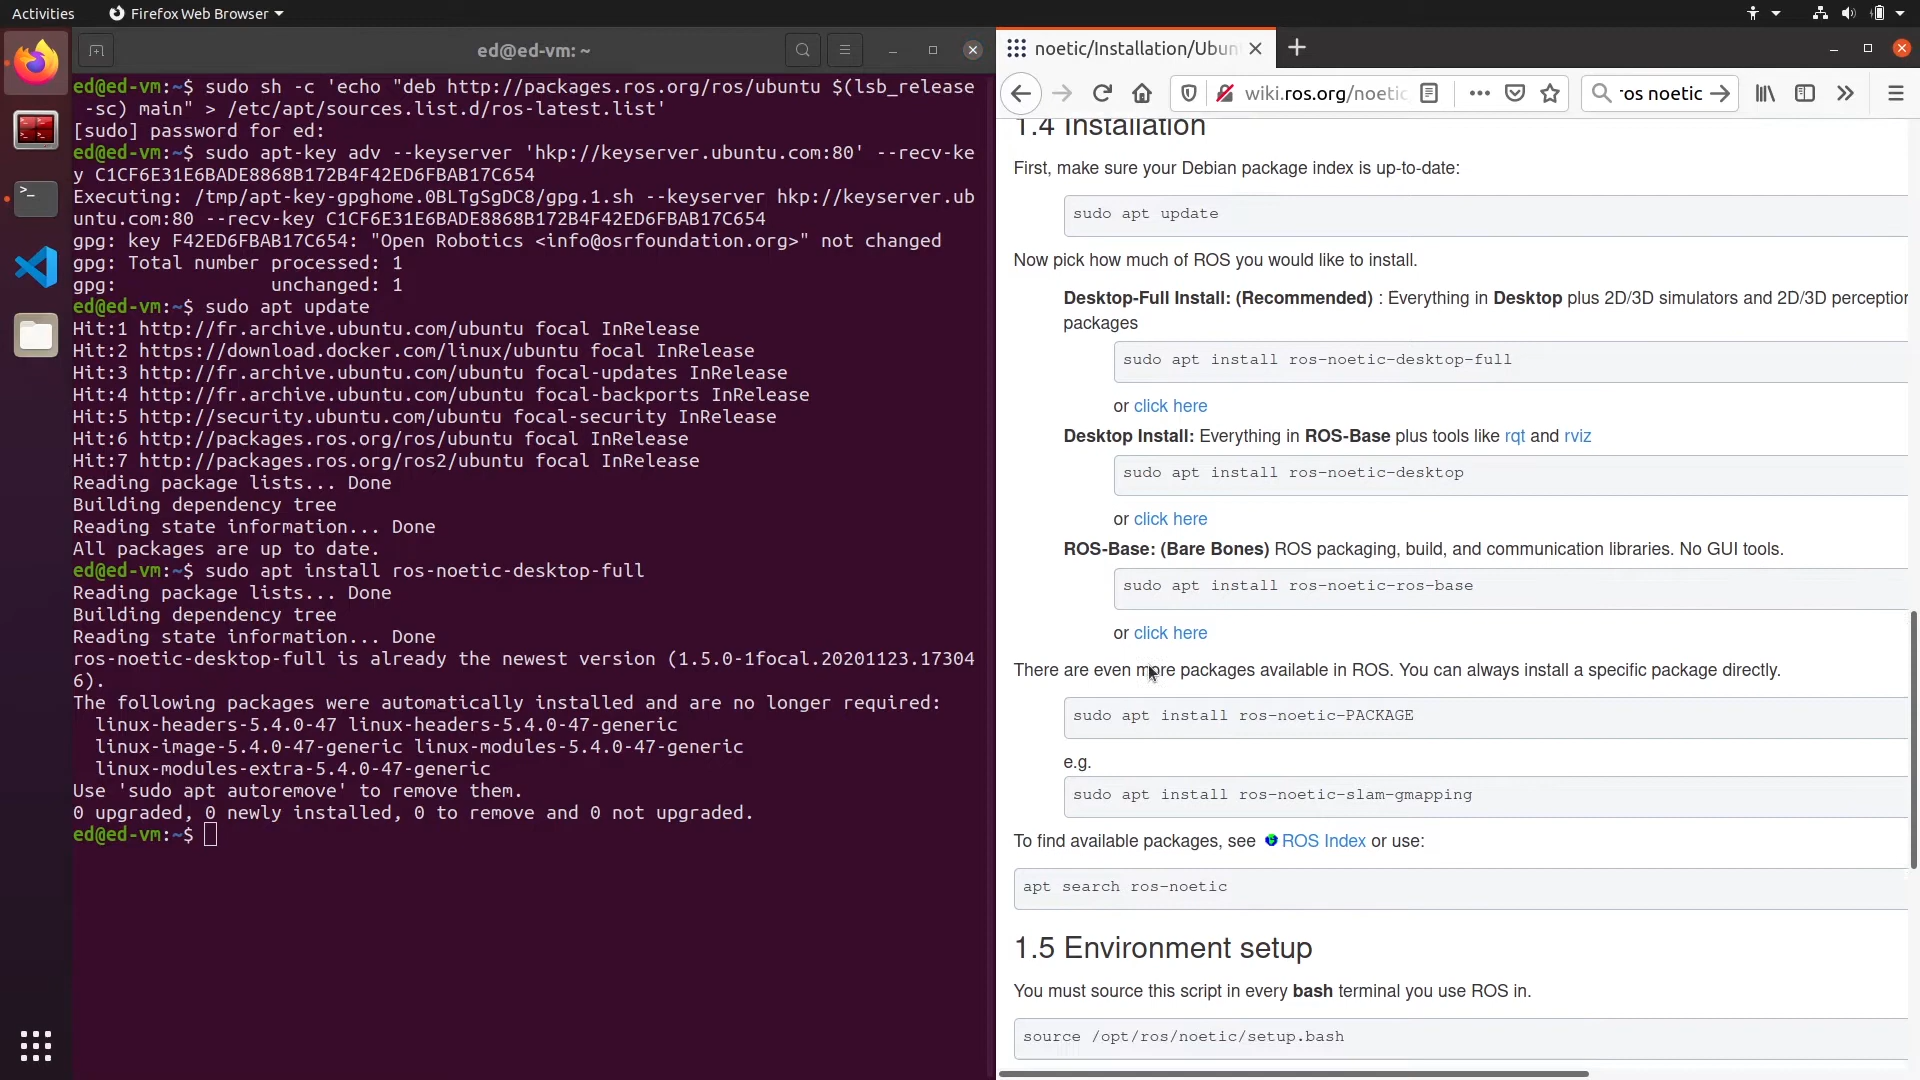 Activities
Firefox Web Browser
ed@ed-vm: ~
ed@ed-vm:~$ sudo sh -c 'echo "deb http://packages.ros.org/ros/ubuntu $(lsb_release
-sc) main" > /etc/apt/sources.list.d/ros-latest.list'
[sudo] password for ed:
ed@ed-vm:~$ sudo apt-key adv --keyserver 'hkp://keyserver.ubuntu.com:80' --recv-ke
y C1CF6E31E6BADE8868B172B4F42ED6FBAB17C654
Executing: /tmp/apt-key-gpghome.0BLTgSgDC8/gpg.1.sh --keyserver hkp://keyserver.ub
untu.com:80 --recv-key C1CF6E31E6BADE8868B172B4F42ED6FBAB17C654
gpg: key F42ED6FBAB17C654: "Open Robotics <info@osrfoundation.org>" not changed
gpg: Total number processed: 1
gpg:              unchanged: 1
ed@ed-vm:~$ sudo apt update
Hit:1 http://fr.archive.ubuntu.com/ubuntu focal InRelease
Hit:2 https://download.docker.com/linux/ubuntu focal InRelease
Hit:3 http://fr.archive.ubuntu.com/ubuntu focal-updates InRelease
Hit:4 http://fr.archive.ubuntu.com/ubuntu focal-backports InRelease
Hit:5 http://security.ubuntu.com/ubuntu focal-security InRelease
Hit:6 http://packages.ros.org/ros/ubuntu focal InRelease
Hit:7 http://packages.ros.org/ros2/ubuntu focal InRelease
Reading package lists... Done
Building dependency tree
Reading state information... Done
All packages are up to date.
ed@ed-vm:~$ sudo apt install ros-noetic-desktop-full
Reading package lists... Done
Building dependency tree
Reading state information... Done
ros-noetic-desktop-full is already the newest version (1.5.0-1focal.20201123.17304
6).
The following packages were automatically installed and are no longer required:
linux-headers-5.4.0-47 linux-headers-5.4.0-47-generic
linux-image-5.4.0-47-generic linux-modules-5.4.0-47-generic
linux-modules-extra-5.4.0-47-generic
Use 'sudo apt autoremove' to remove them.
0 upgraded, 0 newly installed, 0 to remove and 0 not upgraded.
ed@ed-vm:~$
noetic/Installation/Ubun
wiki.ros.org/noetic
ros noetic
1.4 Installation
First, make sure your Debian package index is up-to-date:
sudo apt update
Now pick how much of ROS you would like to install.
Desktop-Full Install: (Recommended) : Everything in Desktop plus 2D/3D simulators and 2D/3D perception
packages
sudo apt install ros-noetic-desktop-full
or click here
Desktop Install: Everything in ROS-Base plus tools like rqt and rviz
sudo apt install ros-noetic-desktop
or click here
ROS-Base: (Bare Bones) ROS packaging, build, and communication libraries. No GUI tools.
sudo apt install ros-noetic-ros-base
or click here
There are even more packages available in ROS. You can always install a specific package directly.
sudo apt install ros-noetic-PACKAGE
e.g.
sudo apt install ros-noetic-slam-gmapping
To find available packages, see ROS Index or use:
apt search ros-noetic
1.5 Environment setup
You must source this script in every bash terminal you use ROS in.
source /opt/ros/noetic/setup.bash